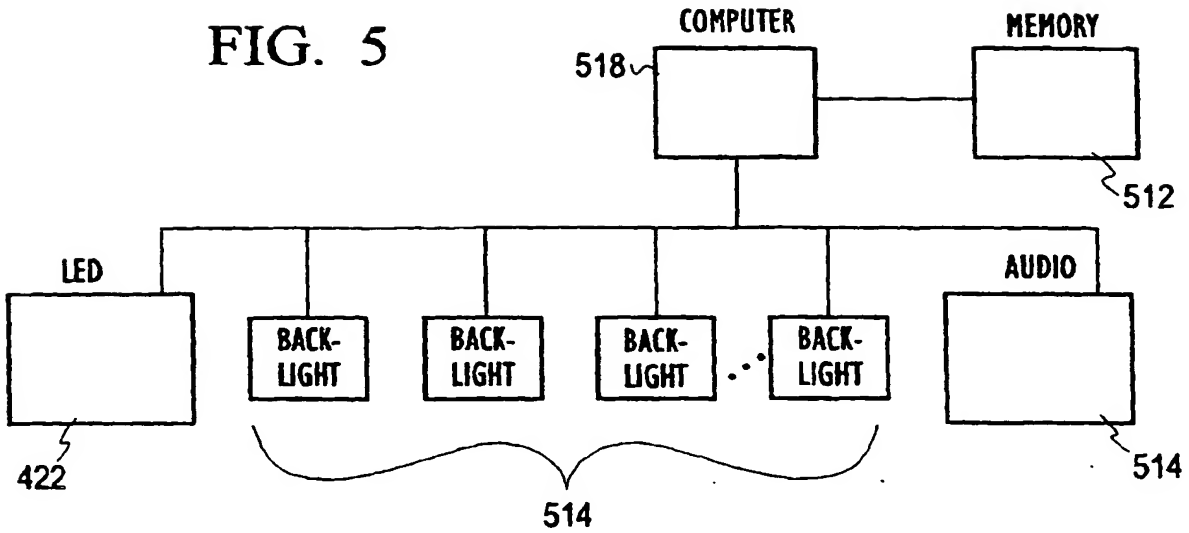 FIG. 5
COMPUTER
MEMORY
518
512
LED
AUDIO
BACK-
LIGHT
BACK-
LIGHT
BACK-
LIGHT
BACK-
LIGHT
422
514
514